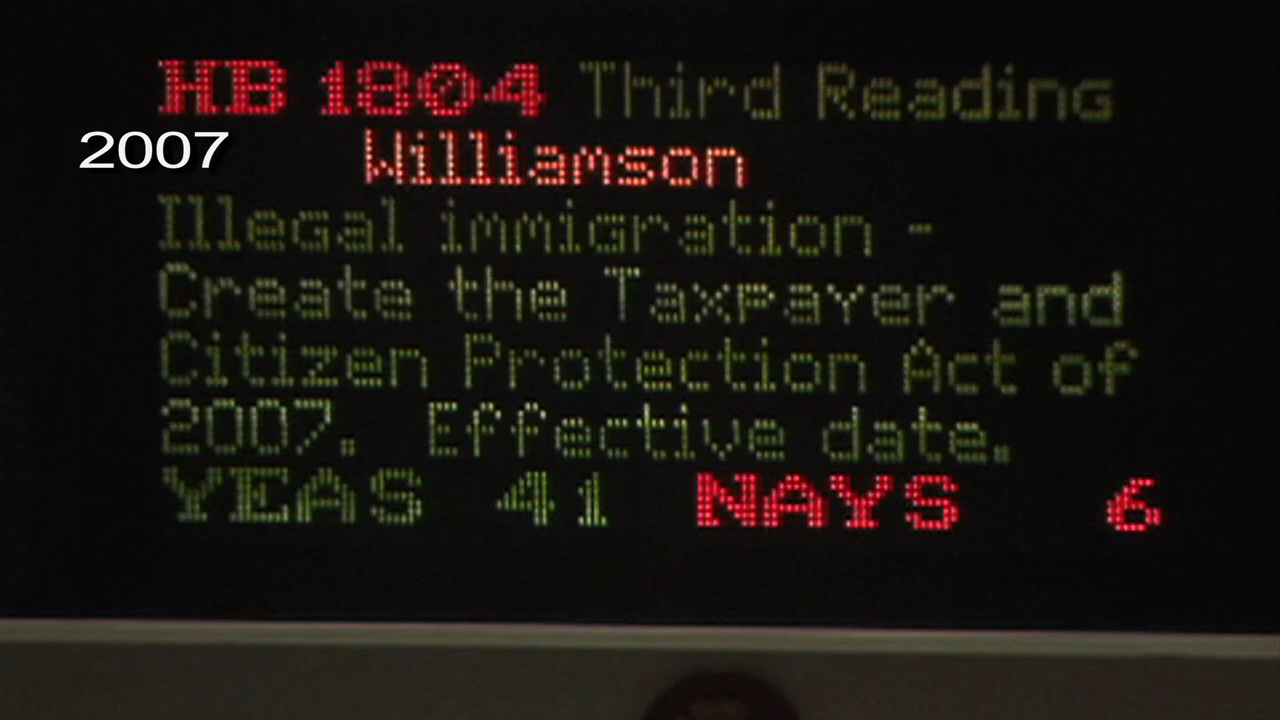 HB 1804 Third Reading
2007
Williamson
Illegal immigration -
Create the Taxpayer and
Citizen Protection Act of
2007. Effective date.
YEAS 41 NAYS 6